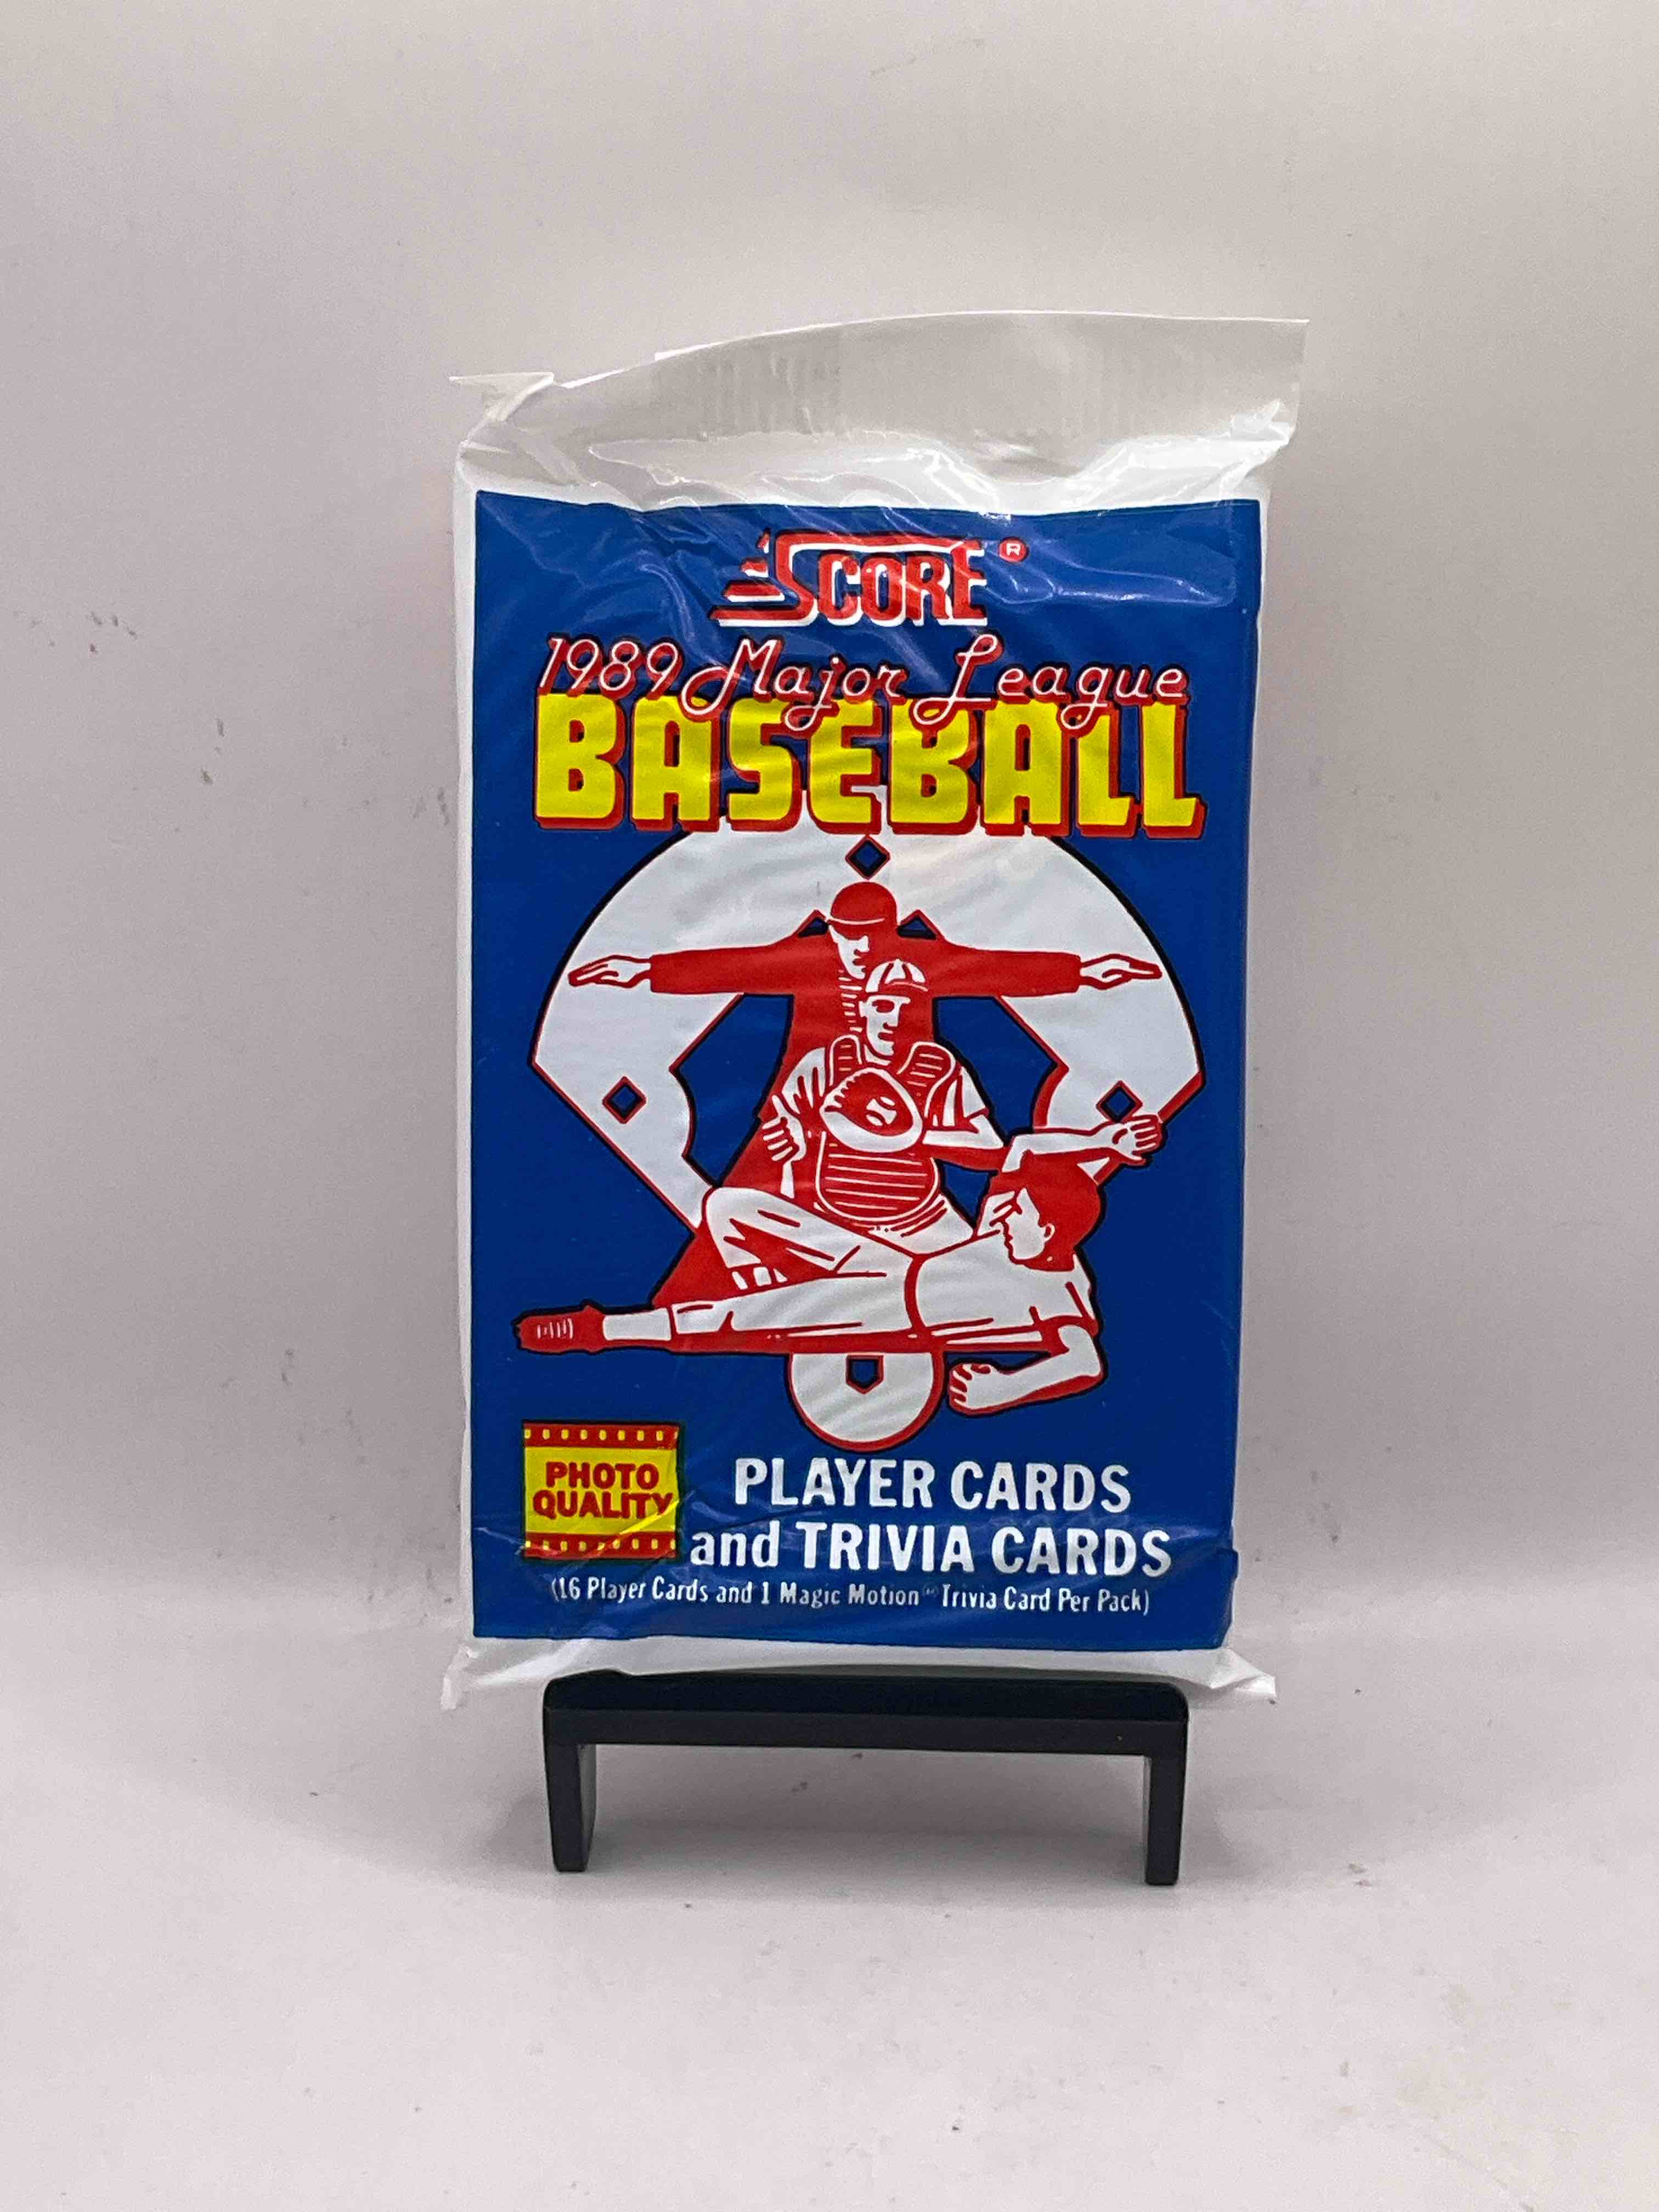 SCORE®
1989 Major League
BASEBALL
PHOTO
QUALITY
PLAYER CARDS
and TRIVIA CARDS
(16 Player Cards and 1 Magic Motion™ Trivia Card Per Pack)